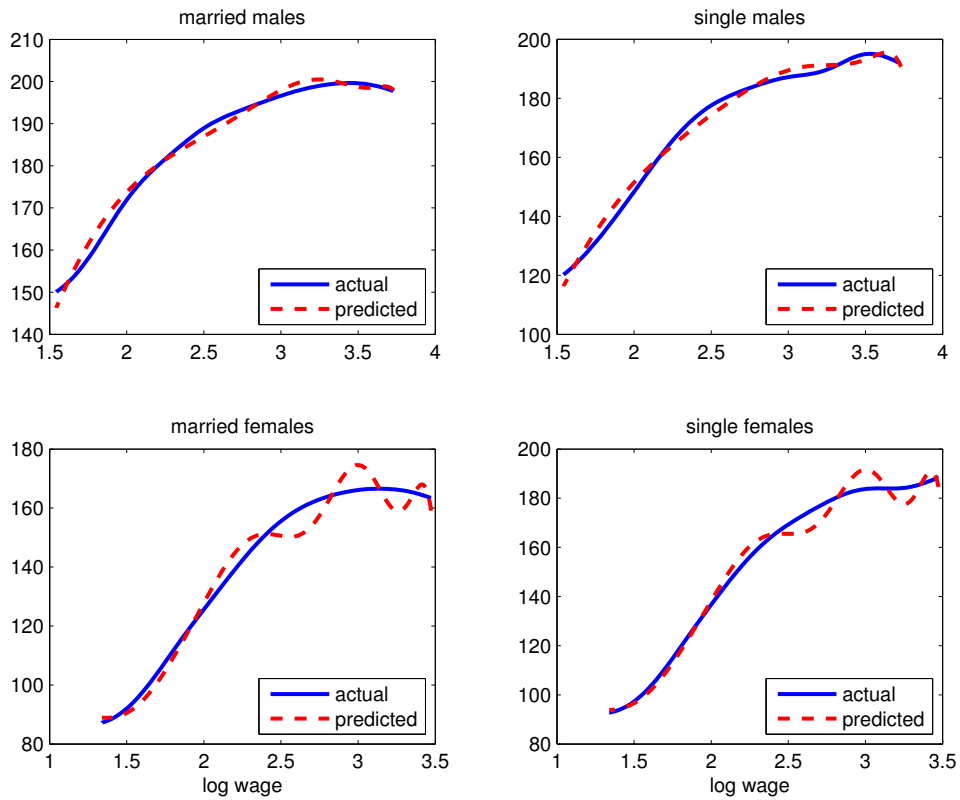 married males
210
200
190
180
170
160
150
140
1.5 2 2.5 3 3.5 4
actual
predicted
single males
200
180
160
140
120
100
1.5 2 2.5 3 3.5 4
actual
predicted
married females
180
160
140
120
100
80
1 1.5 2 2.5 3 3.5
log wage
actual
predicted
single females
200
180
160
140
120
100
80
1 1.5 2 2.5 3 3.5
log wage
actual
predicted